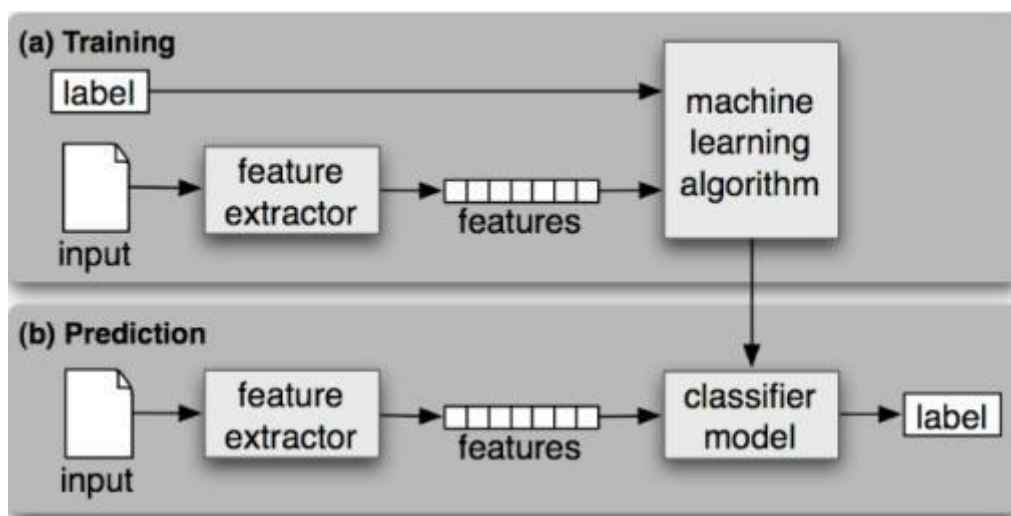 (a) Training
label
machine
learning
algorithm
feature
extractor
features
input
(b) Prediction
feature
extractor
features
classifier
model
label
input